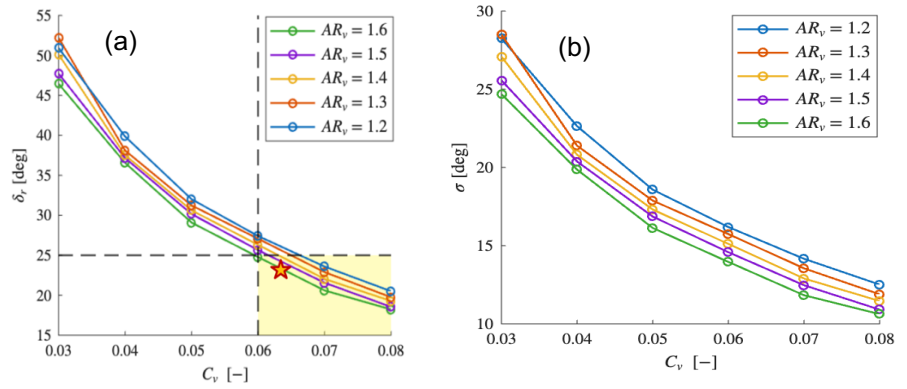 (a)
55
50
45
40
35
30
25
20
15
δᵣ [deg]
0.03 0.04 0.05 0.06 0.07 0.08
Cᵥ [-]
ARᵥ = 1.6
ARᵥ = 1.5
ARᵥ = 1.4
ARᵥ = 1.3
ARᵥ = 1.2
(b)
30
25
20
15
10
σ [deg]
0.03 0.04 0.05 0.06 0.07 0.08
Cᵥ [-]
ARᵥ = 1.2
ARᵥ = 1.3
ARᵥ = 1.4
ARᵥ = 1.5
ARᵥ = 1.6